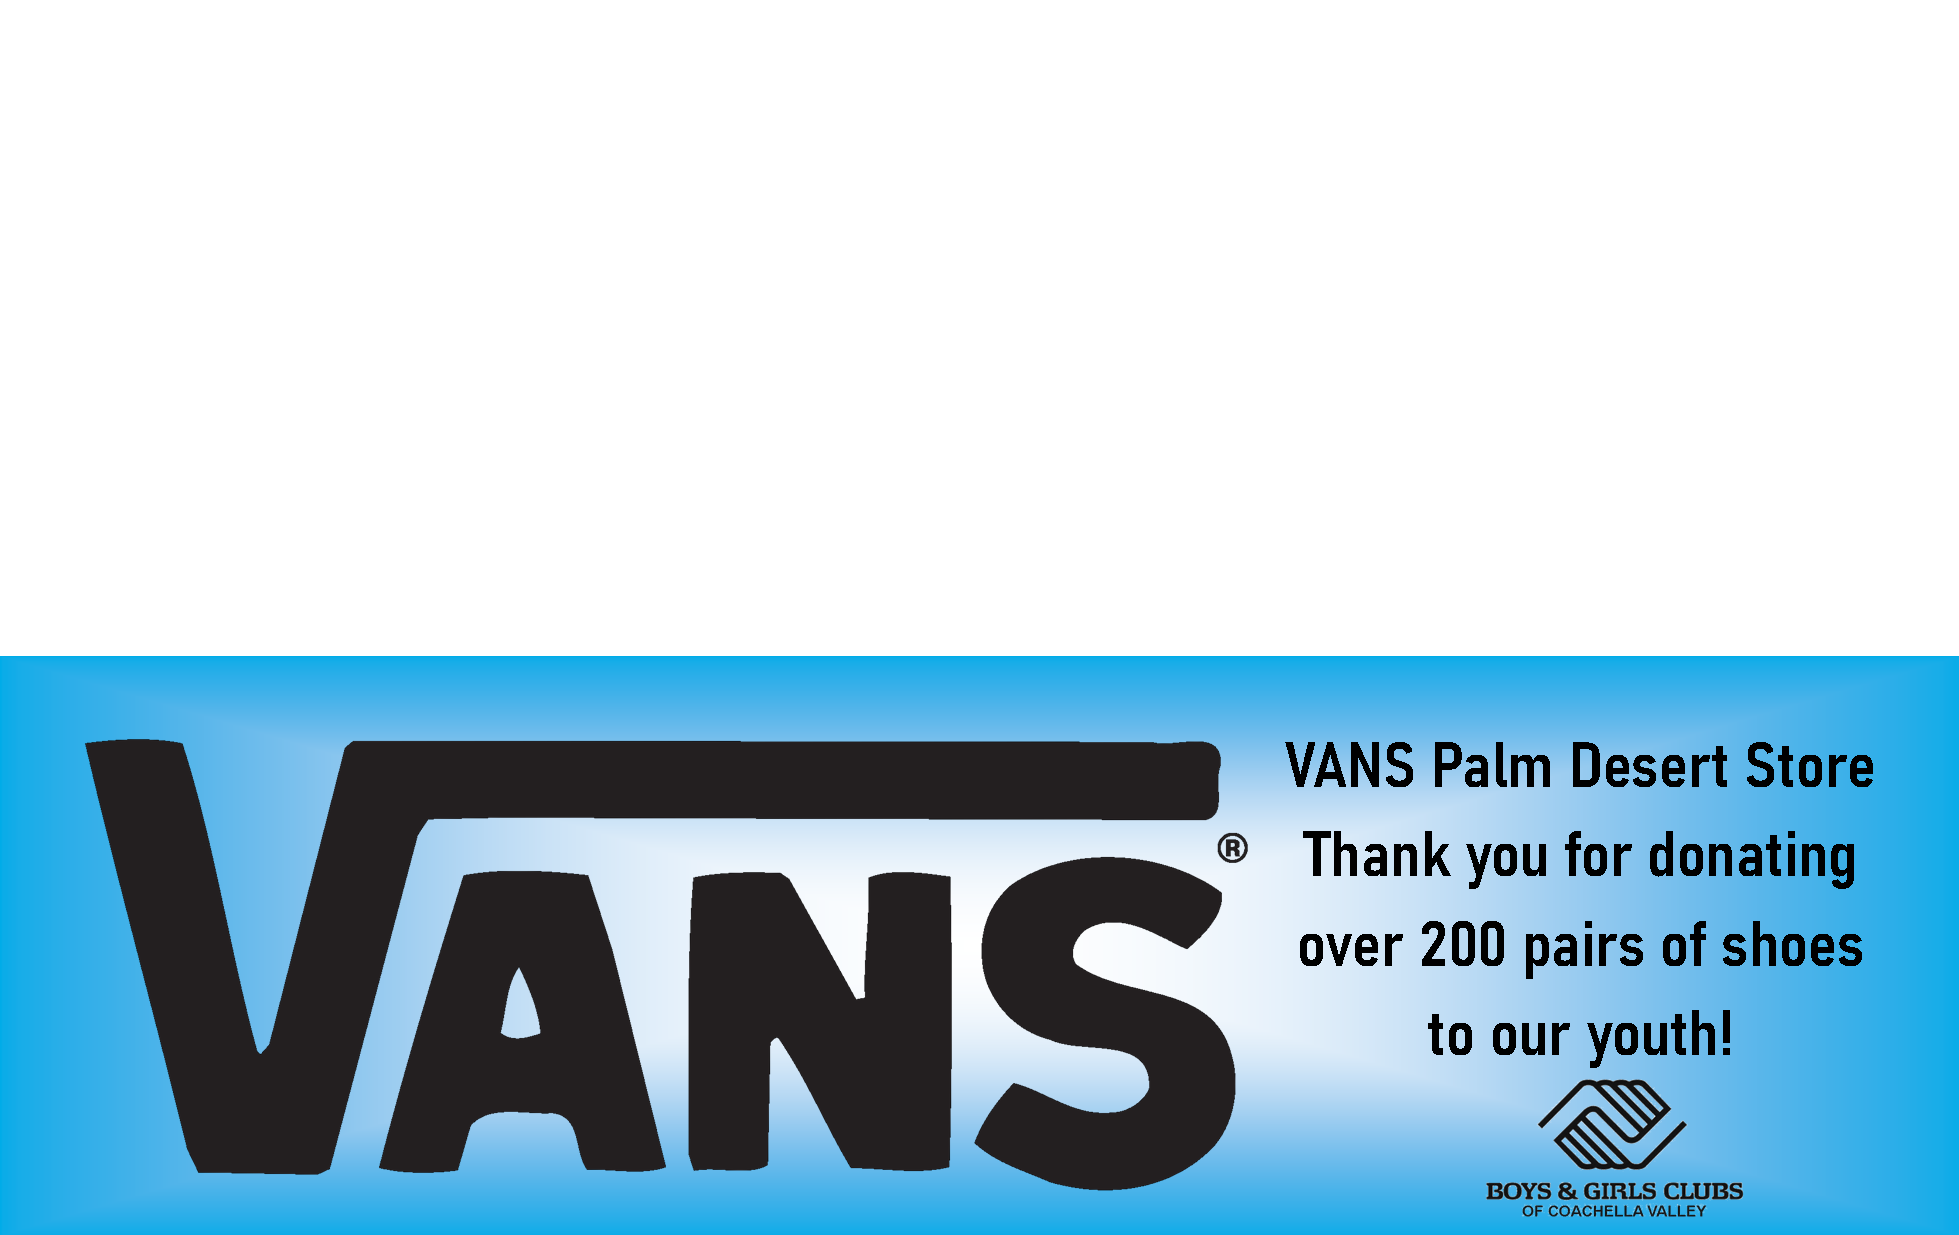 VANS
®
VANS Palm Desert Store
Thank you for donating
over 200 pairs of shoes
to our youth!
BOYS & GIRLS CLUBS
OF COACHELLA VALLEY